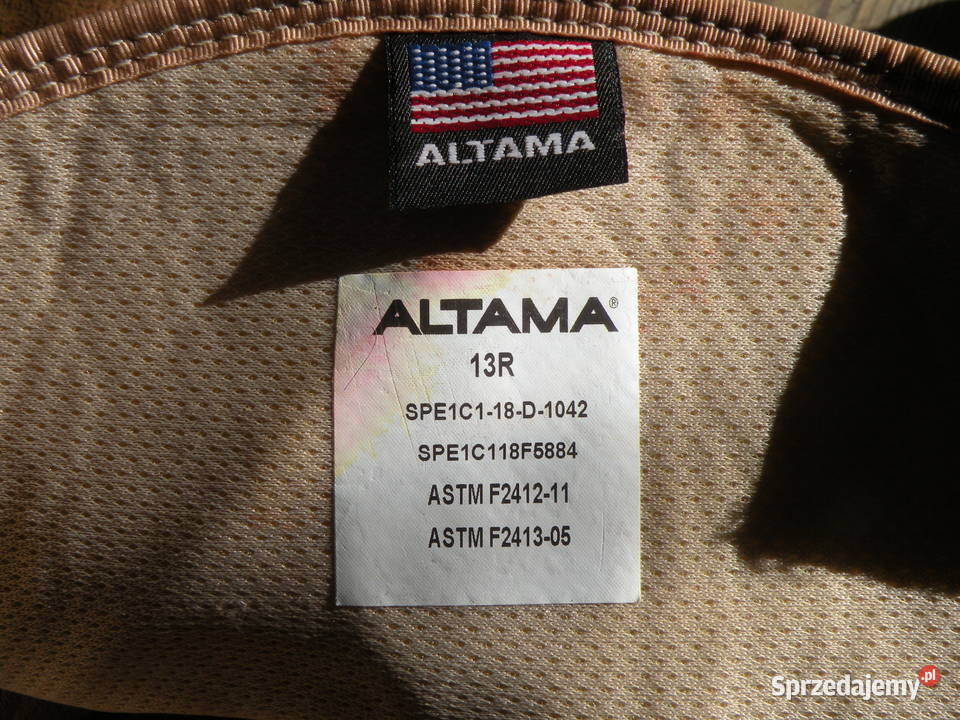 ALTAMA
ALTAMA®
13R
SPE1C1-18-D-1042
SPE1C118F5884
ASTM F2412-11
ASTM F2413-05
Sprzedajemy.pl